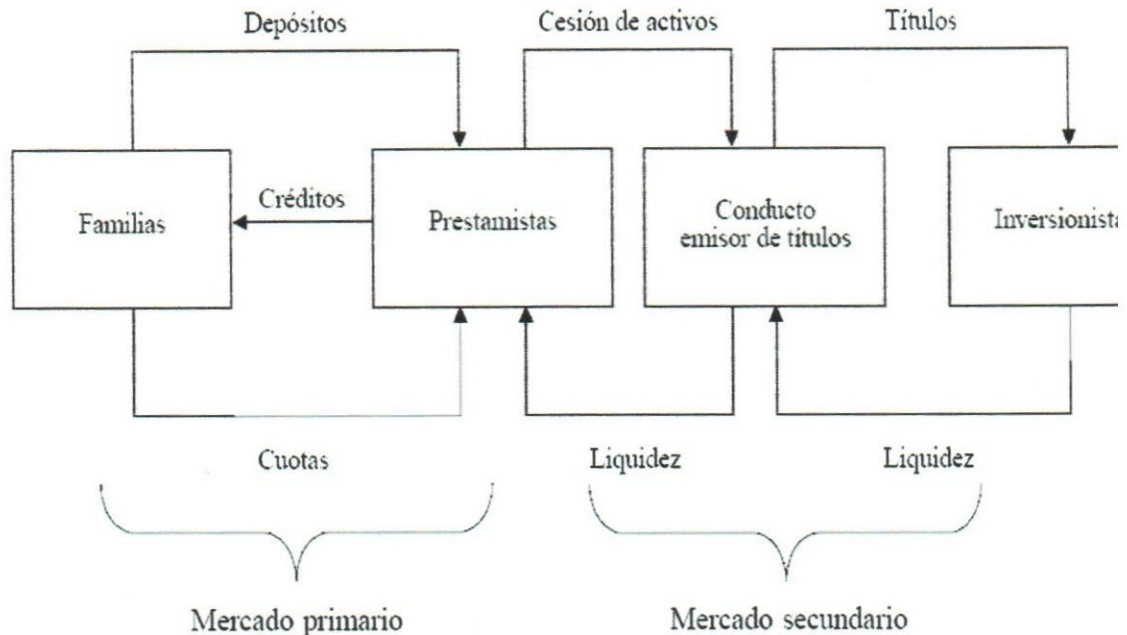 Depósitos
Cesión de activos
Títulos
Familias
Créditos
Prestamistas
Conducto
emisor de títulos
Inversionista
Cuotas
Liquidez
Liquidez
Mercado primario
Mercado secundario